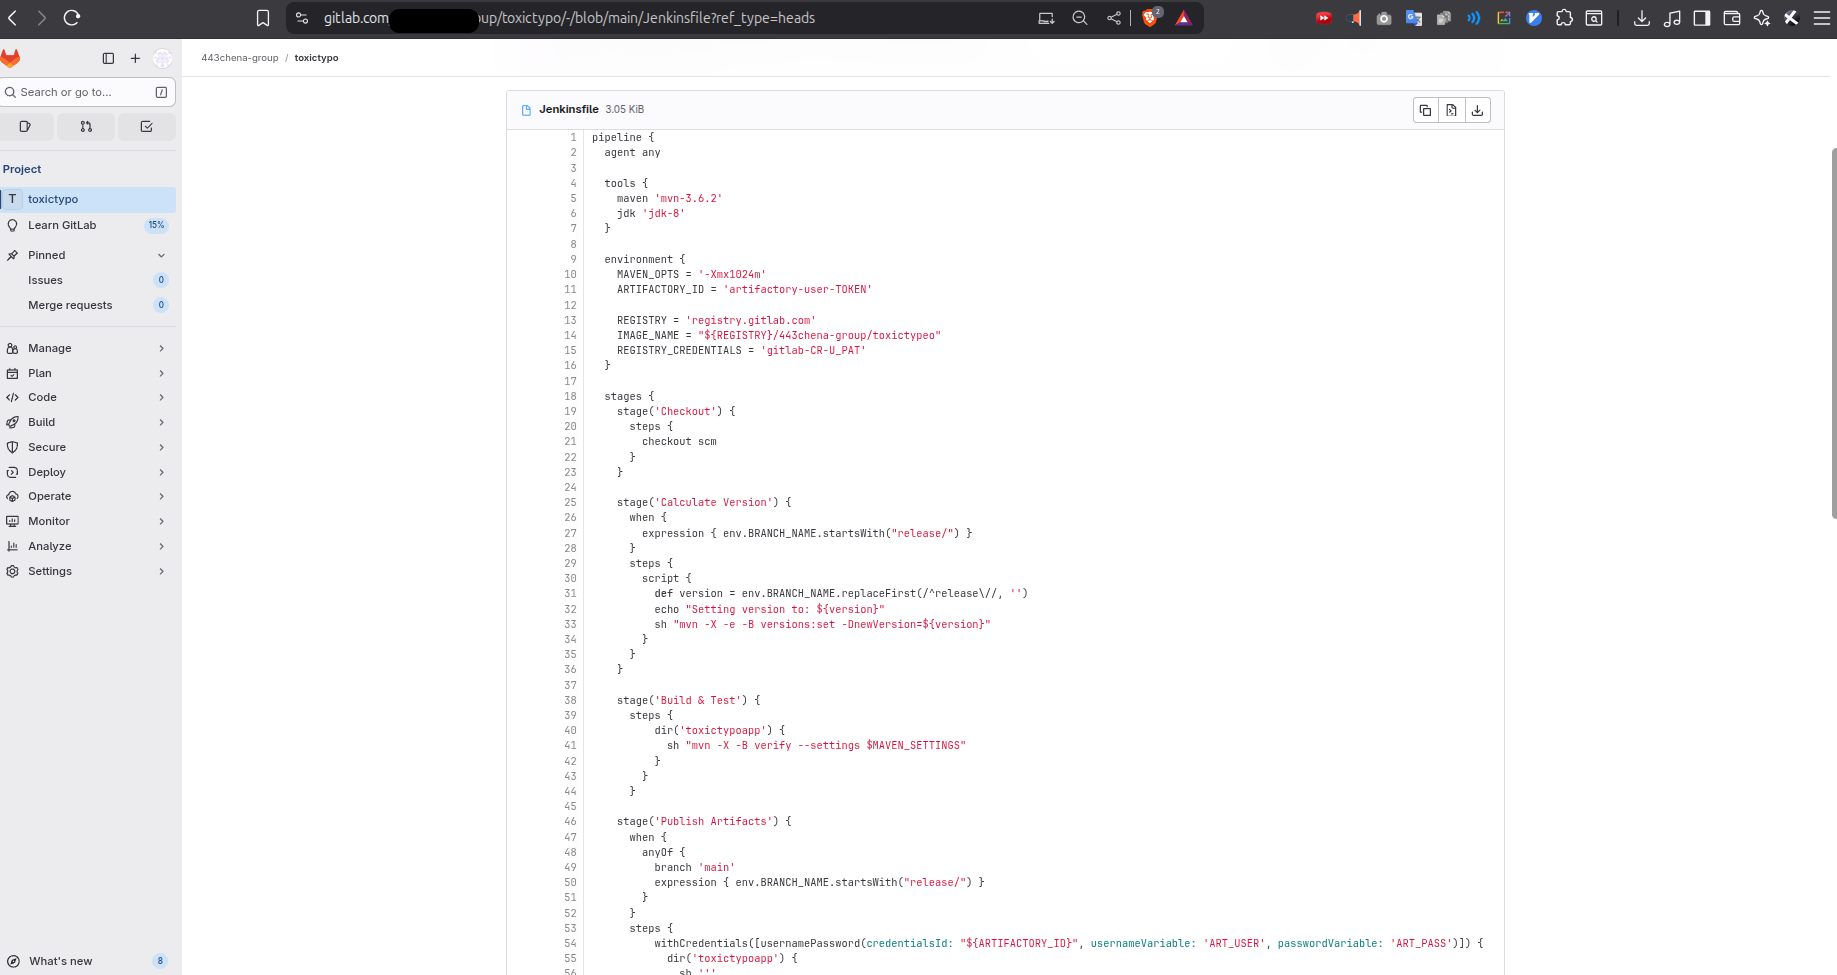 gitlab.com up/toxictypo/-/blob/main/Jenkinsfile?ref_type=heads
2
443chena-group / toxictypo
Search or go to...
/
Project
T toxictypo
Learn GitLab 15%
Pinned
Issues 0
Merge requests 0
Manage
Plan
Code
Build
Secure
Deploy
Operate
Monitor
Analyze
Settings
What's new 8
Jenkinsfile 3.05 KiB
1 pipeline {
2   agent any
3
4   tools {
5     maven 'mvn-3.6.2'
6     jdk 'jdk-8'
7   }
8
9   environment {
10     MAVEN_OPTS = '-Xmx1024m'
11     ARTIFACTORY_ID = 'artifactory-user-TOKEN'
12
13     REGISTRY = 'registry.gitlab.com'
14     IMAGE_NAME = "${REGISTRY}/443chena-group/toxictypeo"
15     REGISTRY_CREDENTIALS = 'gitlab-CR-U_PAT'
16   }
17
18   stages {
19     stage('Checkout') {
20       steps {
21         checkout scm
22       }
23     }
24
25     stage('Calculate Version') {
26       when {
27         expression { env.BRANCH_NAME.startsWith("release/") }
28       }
29       steps {
30         script {
31           def version = env.BRANCH_NAME.replaceFirst(/^release\//, '')
32           echo "Setting version to: ${version}"
33           sh "mvn -X -e -B versions:set -DnewVersion=${version}"
34         }
35       }
36     }
37
38     stage('Build & Test') {
39       steps {
40           dir('toxictypoapp') {
41             sh "mvn -X -B verify --settings $MAVEN_SETTINGS"
42           }
43         }
44       }
45
46     stage('Publish Artifacts') {
47       when {
48         anyOf {
49           branch 'main'
50           expression { env.BRANCH_NAME.startsWith("release/") }
51         }
52       }
53       steps {
54           withCredentials([usernamePassword(credentialsId: "${ARTIFACTORY_ID}", usernameVariable: 'ART_USER', passwordVariable: 'ART_PASS')]) {
55             dir('toxictypoapp') {
56               sh '''